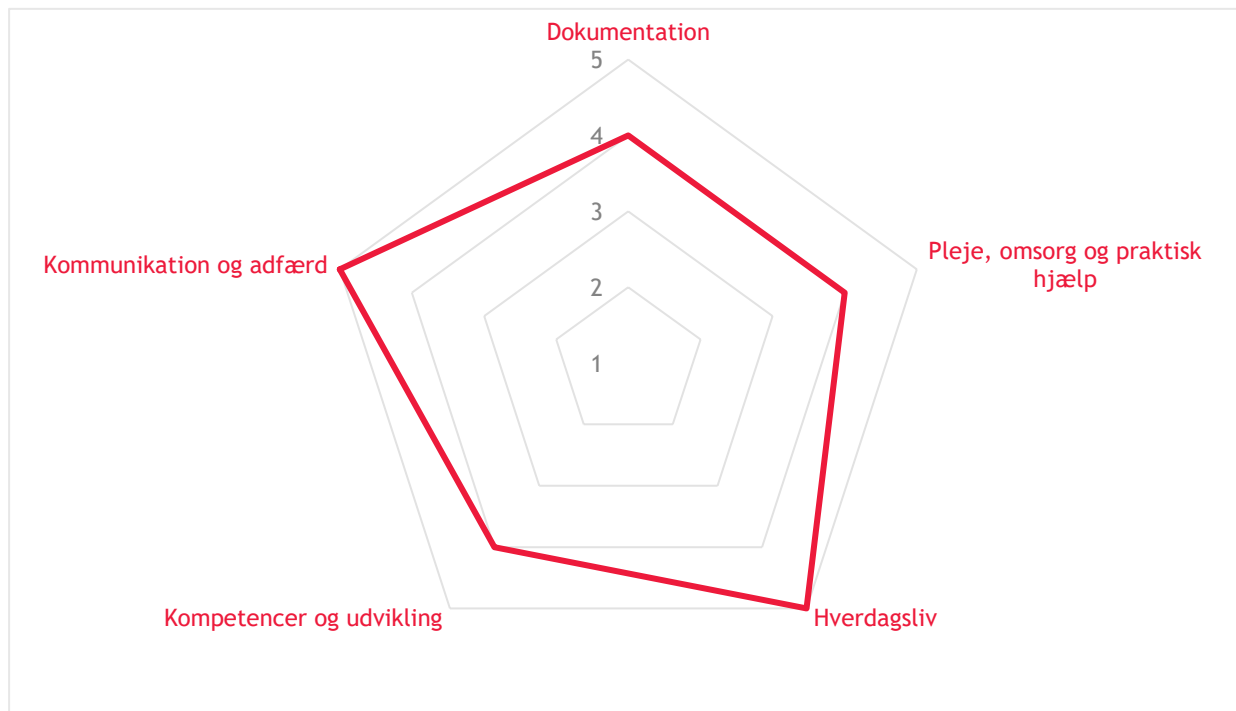 Dokumentation
5
4
3
2
1
Pleje, omsorg og praktisk
hjælp
Hverdagsliv
Kompetencer og udvikling
Kommunikation og adfærd